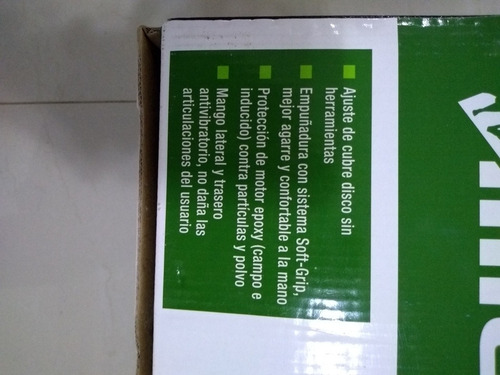 Ajuste de cubre disco sin
herramientas
Empuñadura con sistema Soft-Grip,
mejor agarre y confortable a la mano
Protección de motor epoxy (campo e
inducido) contra partículas y polvo
Mango lateral y trasero
antivibratorio, no daña las
articulaciones del usuario